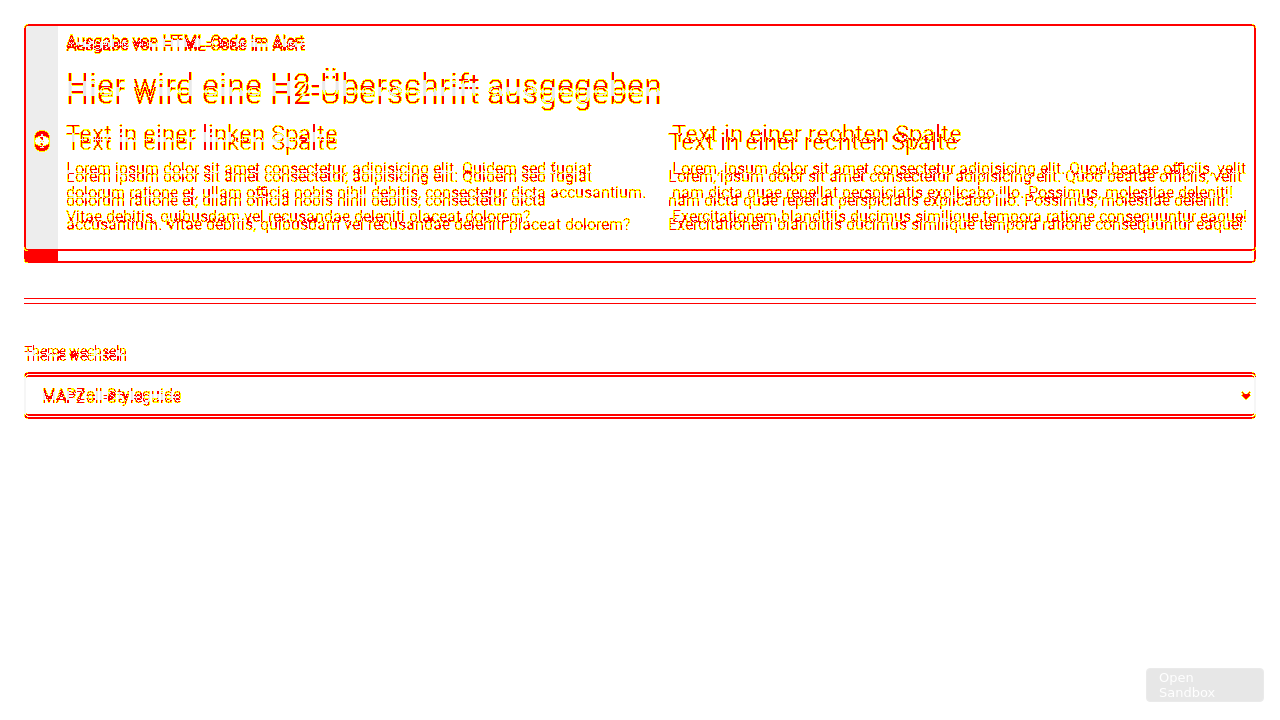 Ausgabe von HTML-Code im Alert
Hier wird eine H2-Überschrift ausgegeben
Text in einer linken Spalte
Lorem ipsum dolor sit amet consectetur adipisicing elit. Quidem sed fugiat
dolorum ratione et, ullam officia nobis nihil debitis, consectetur dicta accusantium.
Vitae debitis, quibusdam vel recusandae deleniti placeat dolorem?
Text in einer rechten Spalte
Lorem, ipsum dolor sit amet consectetur adipisicing elit. Quod beatae officiis, velit
nam dicta quae repellat perspiciatis explicabo illo. Possimus, molestiae deleniti!
Exercitationem blanditiis ducimus similique tempora ratione consequuntur eaque!
Theme wechseln
Open
Sandbox